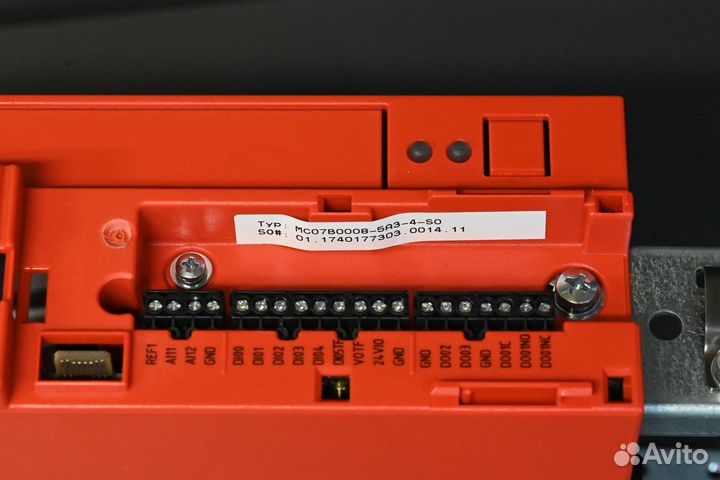 Typ: MC07B0008-5A3-4-S0
SO#: 01.1740177303.0014.11
REF1 AI11 AI12 GND DI00 DI01 DI02 DI03 DI04 DI05TF VOTF 24VIO GND GND DO02 DO03 GND DO01C DO01NO DO01NC
Avito